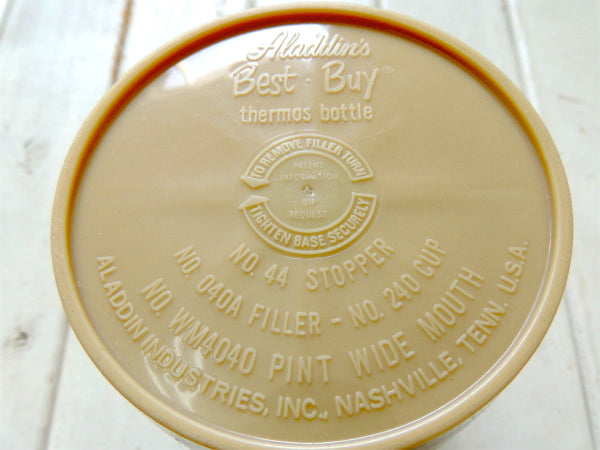 Aladdin's
Best · Buy®
thermos bottle
TO REMOVE FILLER TURN
PATENT
INFORMATION
ON
REQUEST
TIGHTEN BASE SECURELY
NO. 44 STOPPER
NO. 040A FILLER – NO. 240 CUP
NO. WM4040 PINT WIDE MOUTH
ALADDIN INDUSTRIES, INC., NASHVILLE, TENN. U.S.A.